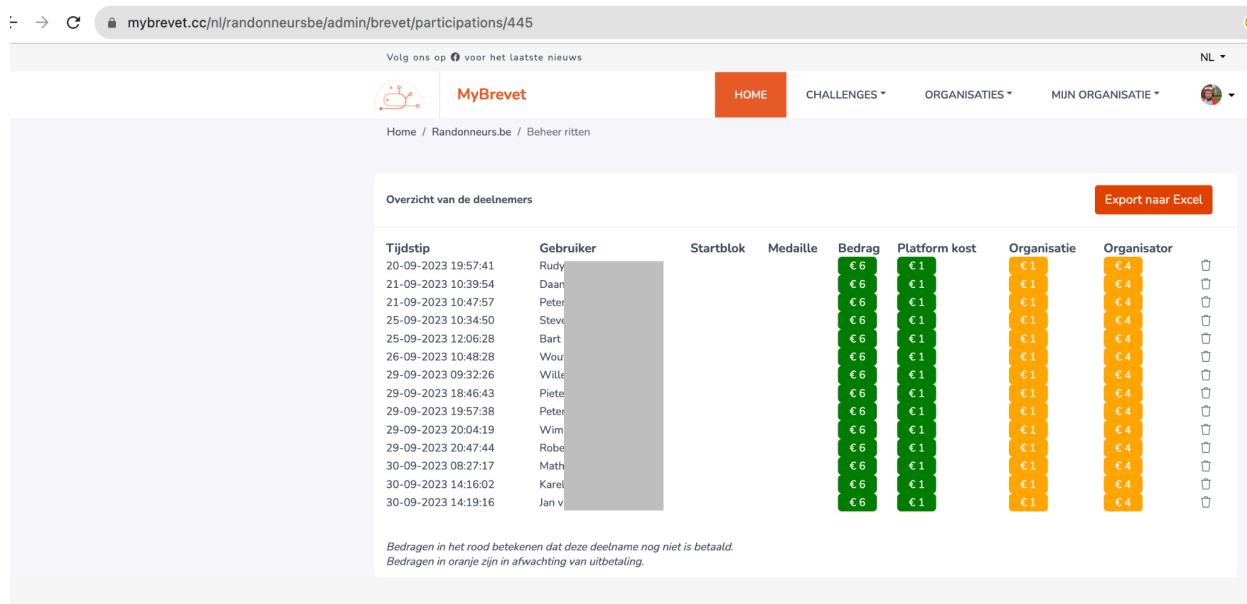 mybrevet.cc/nl/randonneursbe/admin/brevet/participations/445
Volg ons op voor het laatste nieuws NL
MyBrevet HOME CHALLENGES ORGANISATIES MIJN ORGANISATIE
Home / Randonneurs.be / Beheer ritten
Overzicht van de deelnemers Export naar Excel
Tijdstip Gebruiker Startblok Medaille Bedrag Platform kost Organisatie Organisator
20-09-2023 19:57:41 Rudy € 6 € 1 € 1 € 4
21-09-2023 10:39:54 Daan € 6 € 1 € 1 € 4
21-09-2023 10:47:57 Peter € 6 € 1 € 1 € 4
25-09-2023 10:34:50 Steve € 6 € 1 € 1 € 4
25-09-2023 12:06:28 Bart € 6 € 1 € 1 € 4
26-09-2023 10:48:28 Wou € 6 € 1 € 1 € 4
29-09-2023 09:32:26 Wille € 6 € 1 € 1 € 4
29-09-2023 18:46:43 Piete € 6 € 1 € 1 € 4
29-09-2023 19:57:38 Peter € 6 € 1 € 1 € 4
29-09-2023 20:04:19 Wim € 6 € 1 € 1 € 4
29-09-2023 20:47:44 Robe € 6 € 1 € 1 € 4
30-09-2023 08:27:17 Math € 6 € 1 € 1 € 4
30-09-2023 14:16:02 Karel € 6 € 1 € 1 € 4
30-09-2023 14:19:16 Jan v € 6 € 1 € 1 € 4
Bedragen in het rood betekenen dat deze deelname nog niet is betaald.
Bedragen in oranje zijn in afwachting van uitbetaling.